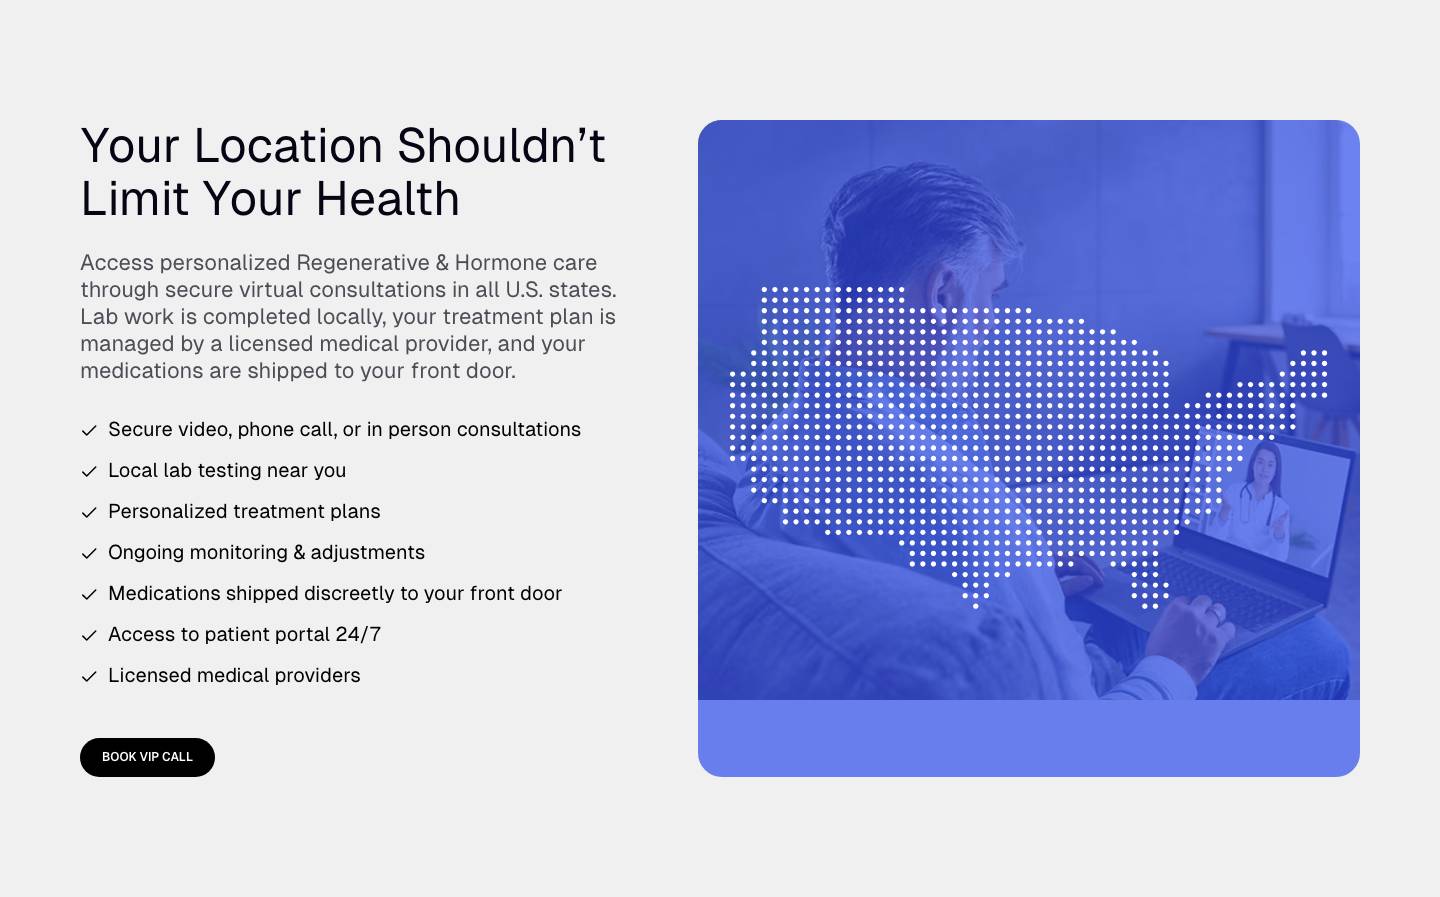 Your Location Shouldn’t
Limit Your Health
Access personalized Regenerative & Hormone care
through secure virtual consultations in all U.S. states.
Lab work is completed locally, your treatment plan is
managed by a licensed medical provider, and your
medications are shipped to your front door.
Secure video, phone call, or in person consultations
Local lab testing near you
Personalized treatment plans
Ongoing monitoring & adjustments
Medications shipped discreetly to your front door
Access to patient portal 24/7
Licensed medical providers
BOOK VIP CALL